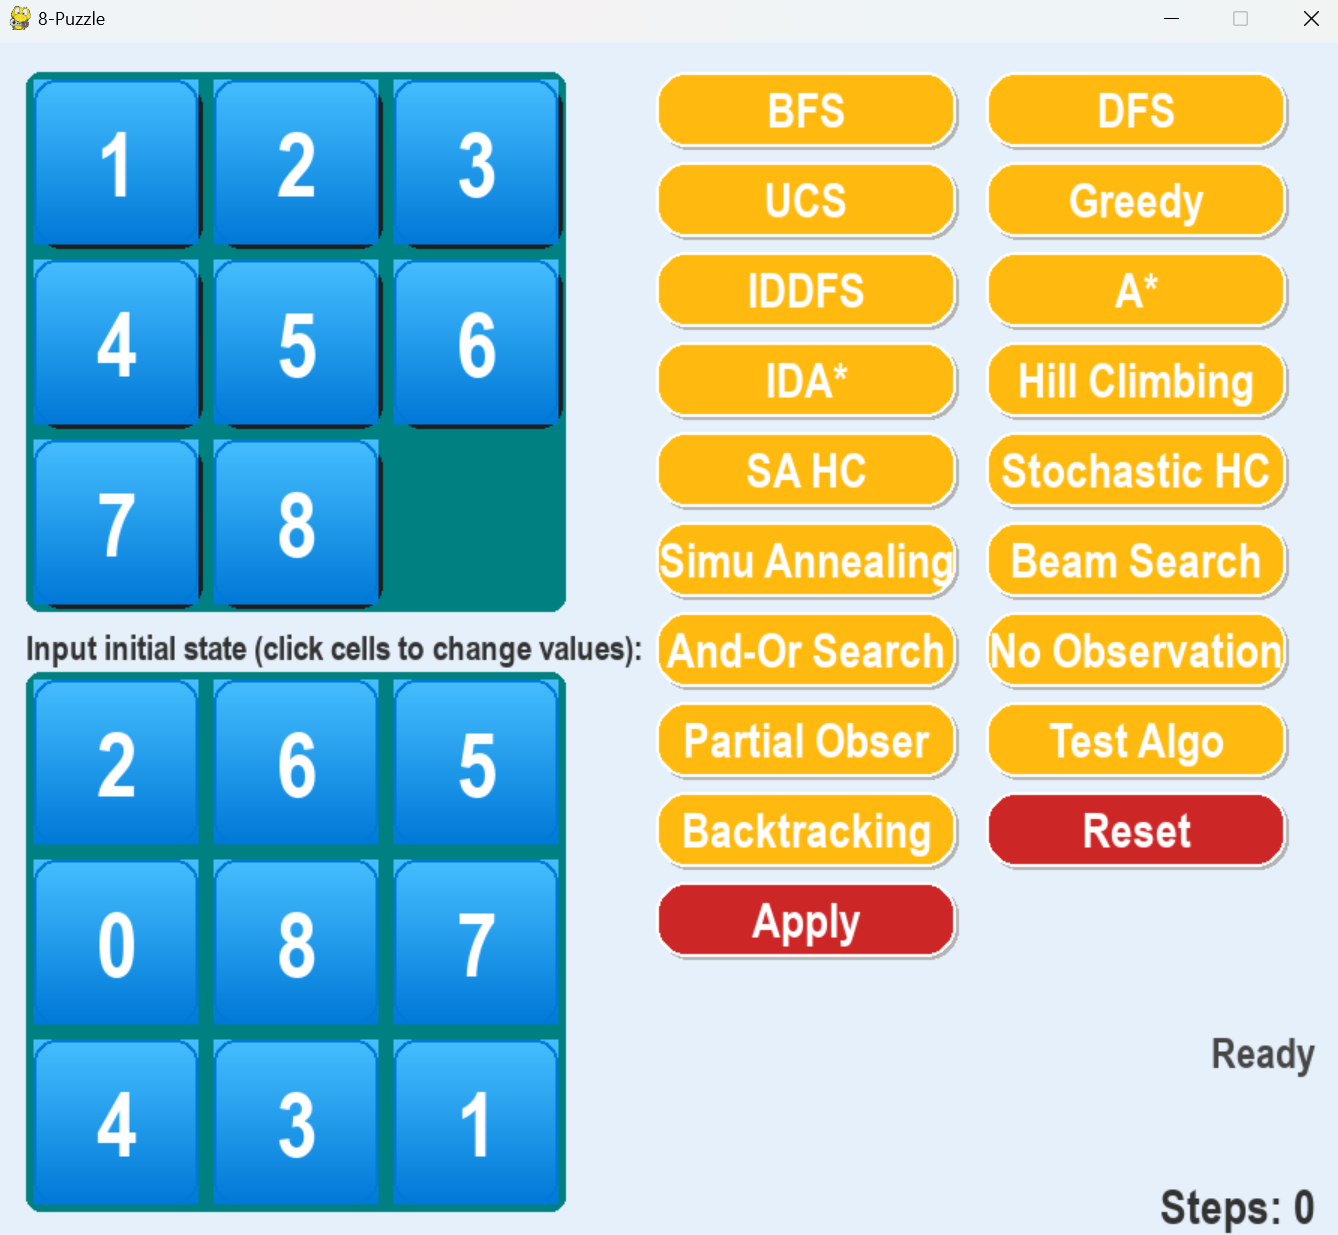 8-Puzzle
1 2 3
4 5 6
7 8
Input initial state (click cells to change values):
2 6 5
0 8 7
4 3 1
BFS DFS
UCS Greedy
IDDFS A*
IDA* Hill Climbing
SA HC Stochastic HC
Simu Annealing Beam Search
And-Or Search No Observation
Partial Obser Test Algo
Backtracking Reset
Apply
Ready
Steps: 0